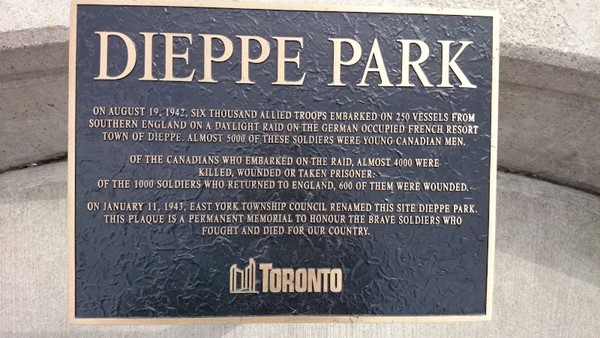 DIEPPE PARK
ON AUGUST 19, 1942, SIX THOUSAND ALLIED TROOPS EMBARKED ON 250 VESSELS FROM
SOUTHERN ENGLAND ON A DAYLIGHT RAID ON THE GERMAN OCCUPIED FRENCH RESORT
TOWN OF DIEPPE. ALMOST 5000 OF THESE SOLDIERS WERE YOUNG CANADIAN MEN.
OF THE CANADIANS WHO EMBARKED ON THE RAID, ALMOST 4000 WERE
KILLED, WOUNDED OR TAKEN PRISONER.
OF THE 1000 SOLDIERS WHO RETURNED TO ENGLAND, 600 OF THEM WERE WOUNDED.
ON JANUARY 11, 1943, EAST YORK TOWNSHIP COUNCIL RENAMED THIS SITE DIEPPE PARK.
THIS PLAQUE IS A PERMANENT MEMORIAL TO HONOUR THE BRAVE SOLDIERS WHO
FOUGHT AND DIED FOR OUR COUNTRY.
TORONTO